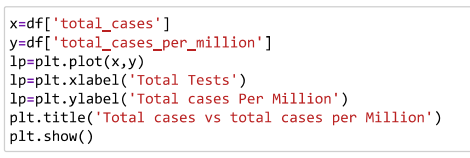 x=df['total_cases']
y=df['total_cases_per_million']
lp=plt.plot(x,y)
lp=plt.xlabel('Total Tests')
lp=plt.ylabel('Total cases Per Million')
plt.title('Total cases vs total cases per Million')
plt.show()